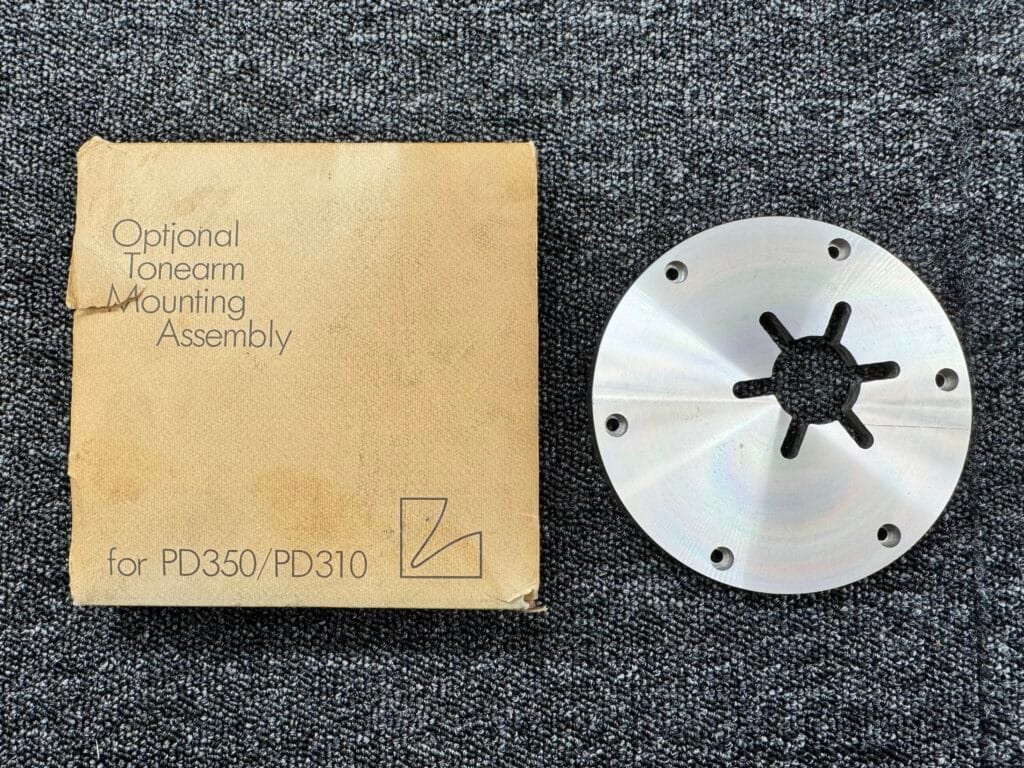 Optional
Tonearm
Mounting
Assembly
for PD350/PD310